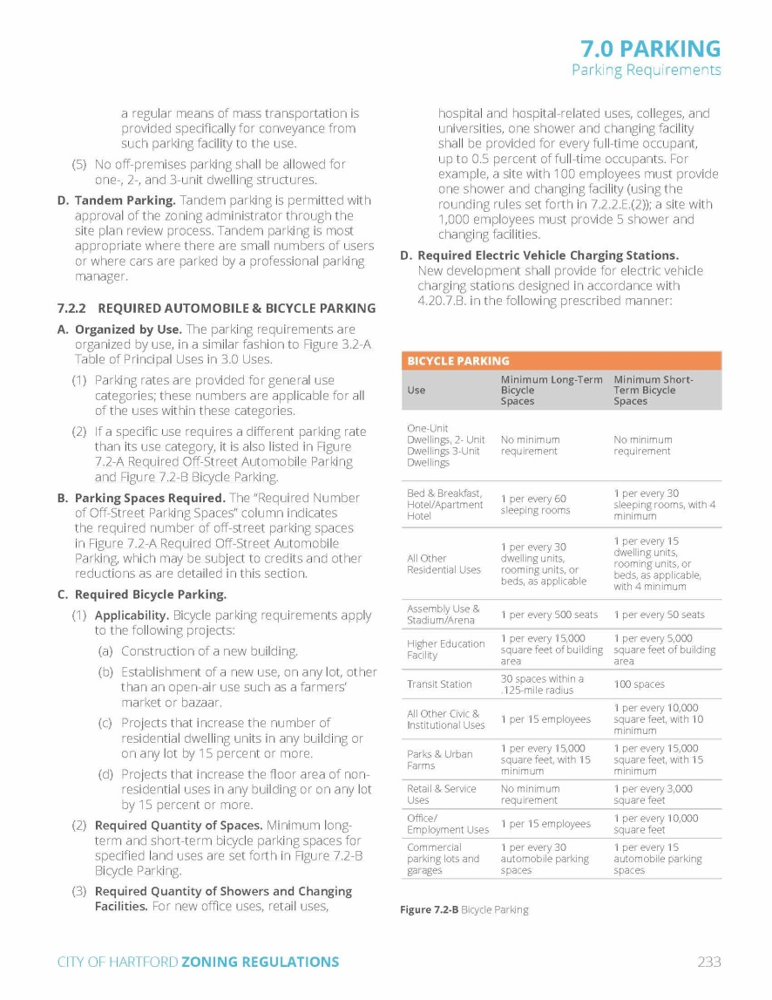 7.0 PARKING
Parking Requirements
a regular means of mass transportation is
provided specifically for conveyance from
such parking facility to the use.
(5) No off-premises parking shall be allowed for
one-, 2-, and 3-unit dwelling structures.
D. Tandem Parking. Tandem parking is permitted with
approval of the zoning administrator through the
site plan review process. Tandem parking is most
appropriate where there are small numbers of users
or where cars are parked by a professional parking
manager.
7.2.2 REQUIRED AUTOMOBILE & BICYCLE PARKING
A. Organized by Use. The parking requirements are
organized by use, in a similar fashion to Figure 3.2-A
Table of Principal Uses in 3.0 Uses.
(1) Parking rates are provided for general use
categories; these numbers are applicable for all
of the uses within these categories.
(2) If a specific use requires a different parking rate
than its use category, it is also listed in Figure
7.2-A Required Off-Street Automobile Parking
and Figure 7.2-B Bicycle Parking.
B. Parking Spaces Required. The “Required Number
of Off-Street Parking Spaces” column indicates
the required number of off-street parking spaces
in Figure 7.2-A Required Off-Street Automobile
Parking, which may be subject to credits and other
reductions as are detailed in this section.
C. Required Bicycle Parking.
(1) Applicability. Bicycle parking requirements apply
to the following projects:
(a) Construction of a new building.
(b) Establishment of a new use, on any lot, other
than an open-air use such as a farmers’
market or bazaar.
(c) Projects that increase the number of
residential dwelling units in any building or
on any lot by 15 percent or more.
(d) Projects that increase the floor area of non-
residential uses in any building or on any lot
by 15 percent or more.
(2) Required Quantity of Spaces. Minimum long-
term and short-term bicycle parking spaces for
specified land uses are set forth in Figure 7.2-B
Bicycle Parking.
(3) Required Quantity of Showers and Changing
Facilities. For new office uses, retail uses,
hospital and hospital-related uses, colleges, and
universities, one shower and changing facility
shall be provided for every full-time occupant,
up to 0.5 percent of full-time occupants. For
example, a site with 100 employees must provide
one shower and changing facility (using the
rounding rules set forth in 7.2.2.E.(2)); a site with
1,000 employees must provide 5 shower and
changing facilities.
D. Required Electric Vehicle Charging Stations.
New development shall provide for electric vehicle
charging stations designed in accordance with
4.20.7.B. in the following prescribed manner:
BICYCLE PARKING
Use
Minimum Long-Term
Bicycle
Spaces
Minimum Short-
Term Bicycle
Spaces
One-Unit
Dwellings, 2- Unit
Dwellings 3-Unit
Dwellings
No minimum
requirement
No minimum
requirement
Bed & Breakfast,
Hotel/Apartment
Hotel
1 per every 60
sleeping rooms
1 per every 30
sleeping rooms, with 4
minimum
All Other
Residential Uses
1 per every 30
dwelling units,
rooming units, or
beds, as applicable
1 per every 15
dwelling units,
rooming units, or
beds, as applicable,
with 4 minimum
Assembly Use &
Stadium/Arena
1 per every 500 seats
1 per every 50 seats
Higher Education
Facility
1 per every 15,000
square feet of building
area
1 per every 5,000
square feet of building
area
Transit Station
30 spaces within a
.125-mile radius
100 spaces
All Other Civic &
Institutional Uses
1 per 15 employees
1 per every 10,000
square feet, with 10
minimum
Parks & Urban
Farms
1 per every 15,000
square feet, with 15
minimum
1 per every 15,000
square feet, with 15
minimum
Retail & Service
Uses
No minimum
requirement
1 per every 3,000
square feet
Office/
Employment Uses
1 per 15 employees
1 per every 10,000
square feet
Commercial
parking lots and
garages
1 per every 30
automobile parking
spaces
1 per every 15
automobile parking
spaces
Figure 7.2-B Bicycle Parking
CITY OF HARTFORD ZONING REGULATIONS
233